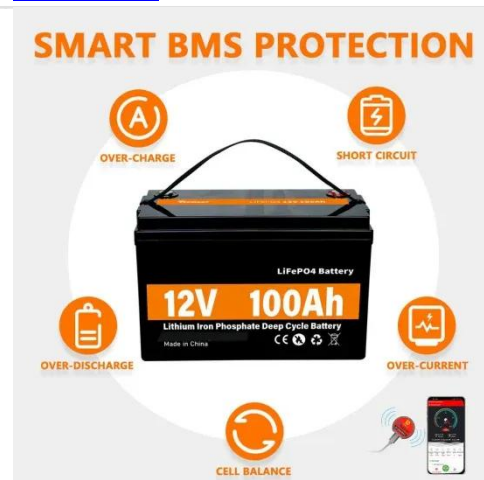 SMART BMS PROTECTION
OVER-CHARGE
SHORT CIRCUIT
LiFePO4 Battery
12V 100Ah
Lithium Iron Phosphate Deep Cycle Battery
Made in China
CE
OVER-DISCHARGE
OVER-CURRENT
CELL BALANCE